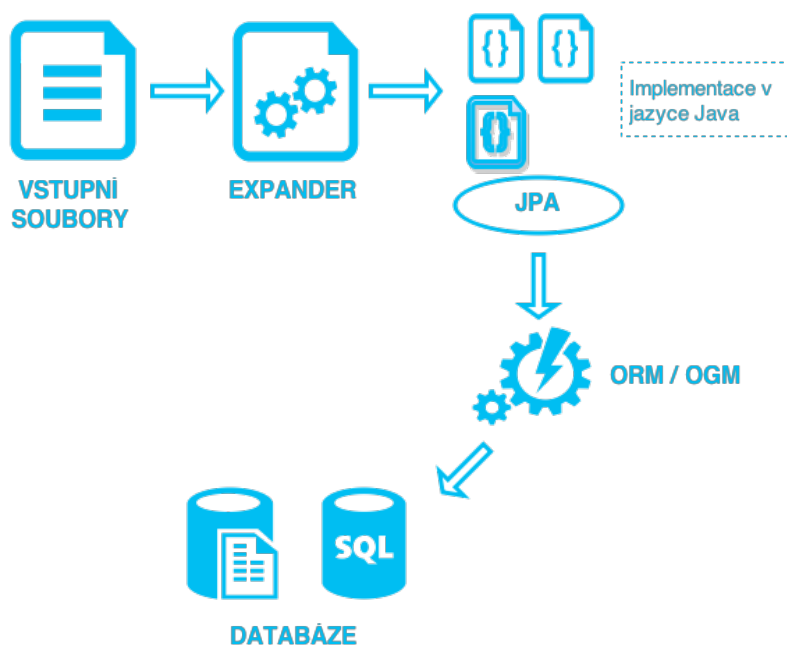 {} {}
Implementace v
jazyce Java
{}
VSTUPNÍ
SOUBORY
EXPANDER
JPA
ORM / OGM
SQL
DATABÁZE